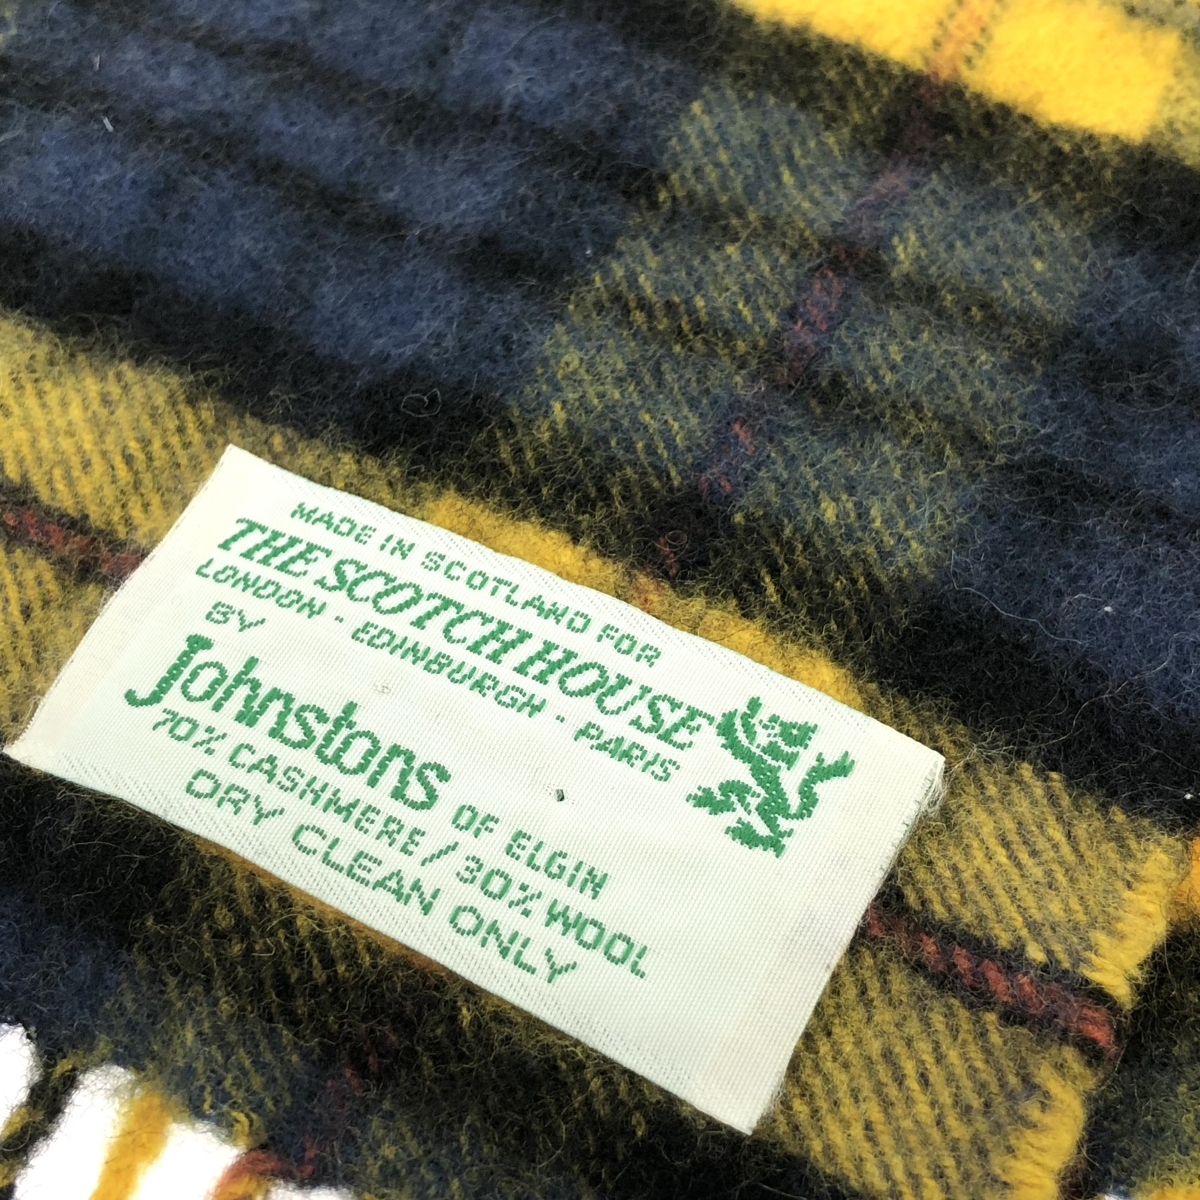 MADE IN SCOTLAND FOR
THE SCOTCH HOUSE
LONDON - EDINBURGH - PARIS
BY
Johnstons OF ELGIN
70% CASHMERE / 30% WOOL
DRY CLEAN ONLY